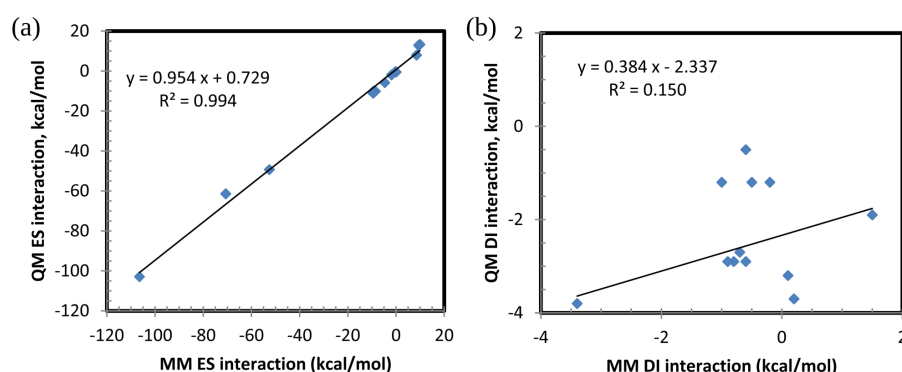 (a)
y = 0.954 x + 0.729
R² = 0.994
QM ES interaction, kcal/mol
20
0
-20
-40
-60
-80
-100
-120
-120 -100 -80 -60 -40 -20 0 20
MM ES interaction (kcal/mol)
(b)
y = 0.384 x - 2.337
R² = 0.150
QM DI interaction, kcal/mol
2
0
-2
-4
-4 -2 0 2
MM DI interaction (kcal/mol)